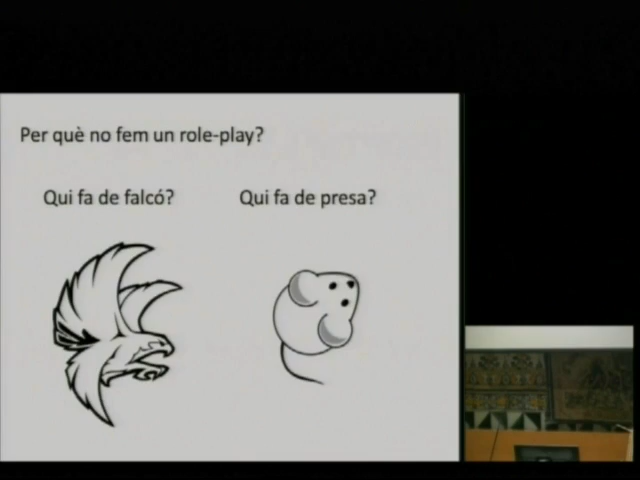 Per què no fem un role-play?
Qui fa de falcó? Qui fa de presa?